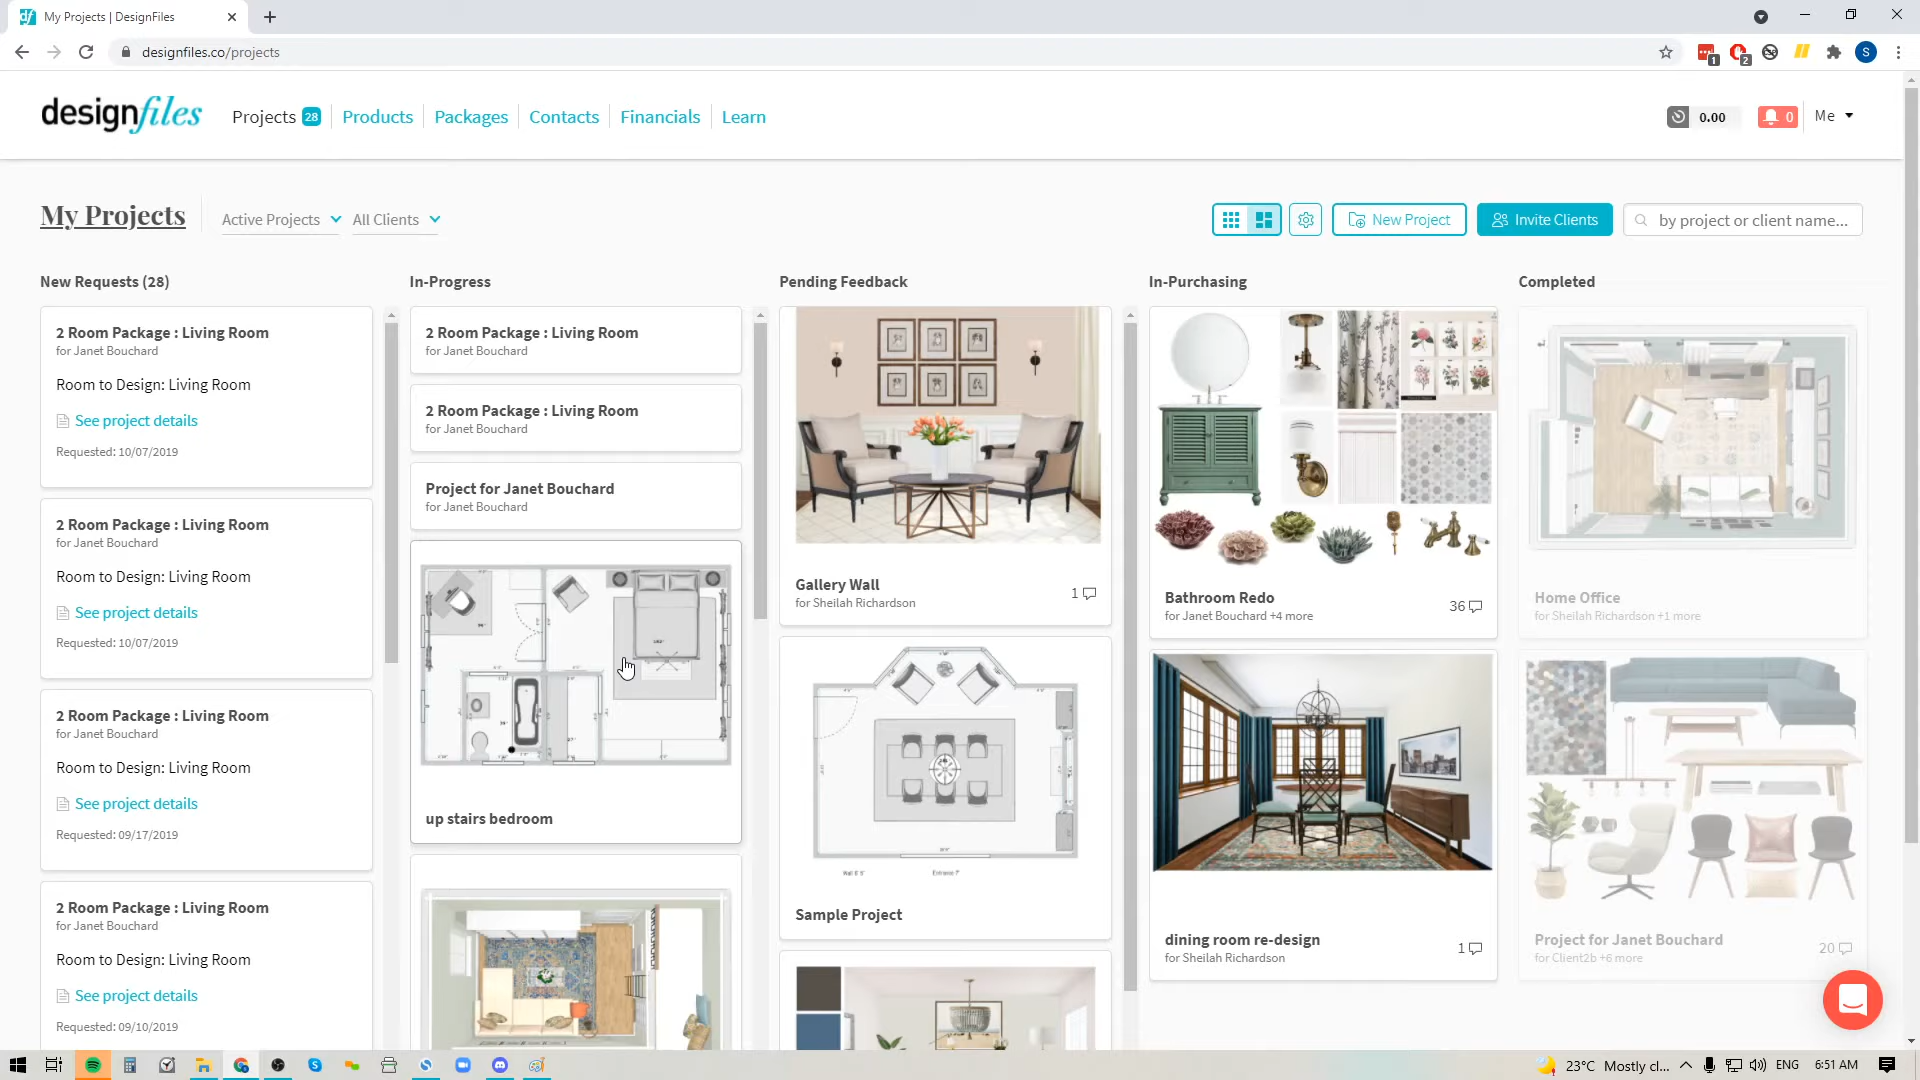 My Projects | DesignFiles
designfiles.co/projects
1
2
S
designfiles
Projects 28
Products
Packages
Contacts
Financials
Learn
0.00
0
Me
My Projects
Active Projects
All Clients
New Project
Invite Clients
by project or client name...
New Requests (28)
2 Room Package : Living Room
for Janet Bouchard
Room to Design: Living Room
See project details
Requested: 10/07/2019
2 Room Package : Living Room
for Janet Bouchard
Room to Design: Living Room
See project details
Requested: 10/07/2019
2 Room Package : Living Room
for Janet Bouchard
Room to Design: Living Room
See project details
Requested: 09/17/2019
2 Room Package : Living Room
for Janet Bouchard
Room to Design: Living Room
See project details
Requested: 09/10/2019
In-Progress
2 Room Package : Living Room
for Janet Bouchard
2 Room Package : Living Room
for Janet Bouchard
Project for Janet Bouchard
for Janet Bouchard
up stairs bedroom
Pending Feedback
Gallery Wall
for Sheilah Richardson
1
Sample Project
In-Purchasing
Bathroom Redo
for Janet Bouchard +4 more
36
dining room re-design
for Sheilah Richardson
1
Completed
Home Office
for Sheilah Richardson +1 more
Project for Janet Bouchard
for Client2b +6 more
20
23°C Mostly cl...
ENG
6:51 AM